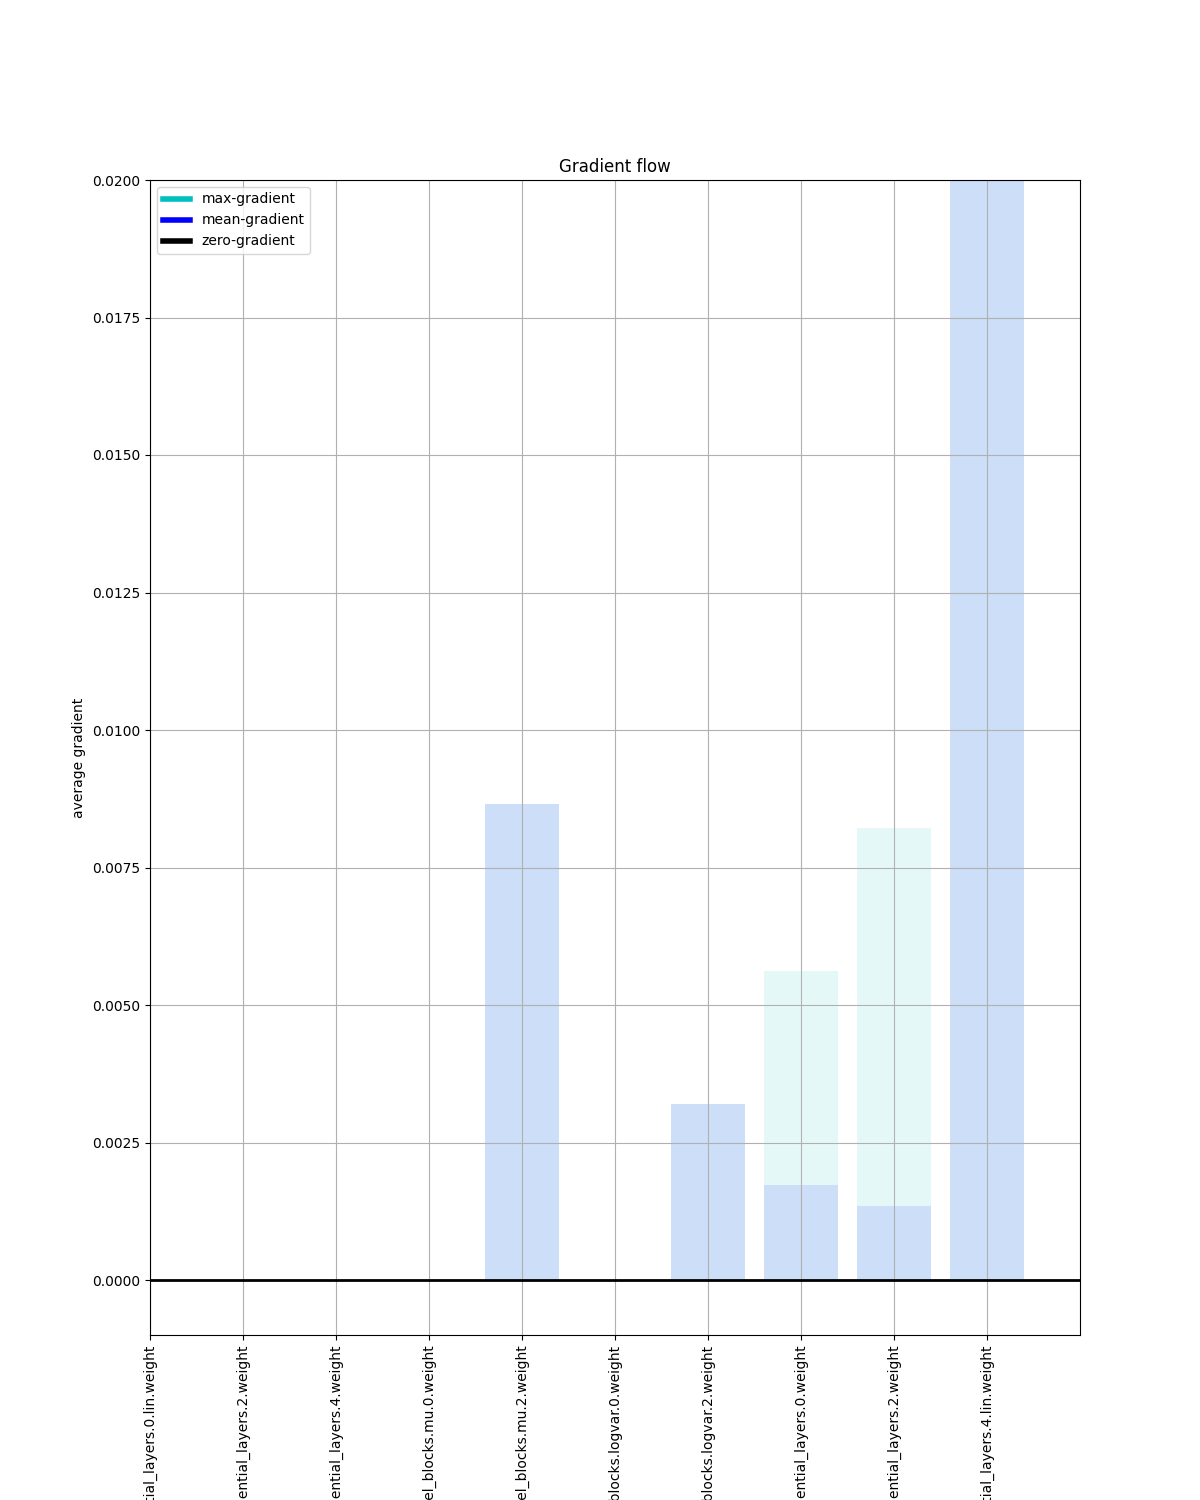 Gradient flow
max-gradient
mean-gradient
zero-gradient
average gradient
0.0200
0.0175
0.0150
0.0125
0.0100
0.0075
0.0050
0.0025
0.0000
tial_layers.0.lin.weight
ential_layers.2.weight
ential_layers.4.weight
el_blocks.mu.0.weight
el_blocks.mu.2.weight
blocks.logvar.0.weight
blocks.logvar.2.weight
ential_layers.0.weight
ential_layers.2.weight
tial_layers.4.lin.weight